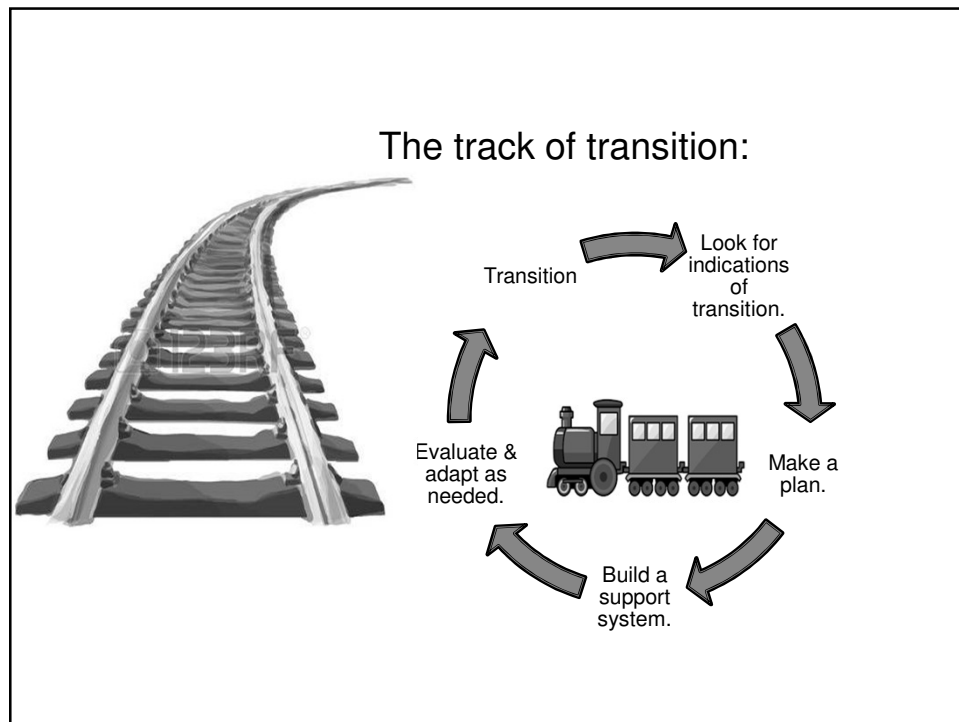 The track of transition:
Transition
Look for
indications
of
transition.
Make a
plan.
Build a
support
system.
Evaluate &
adapt as
needed.